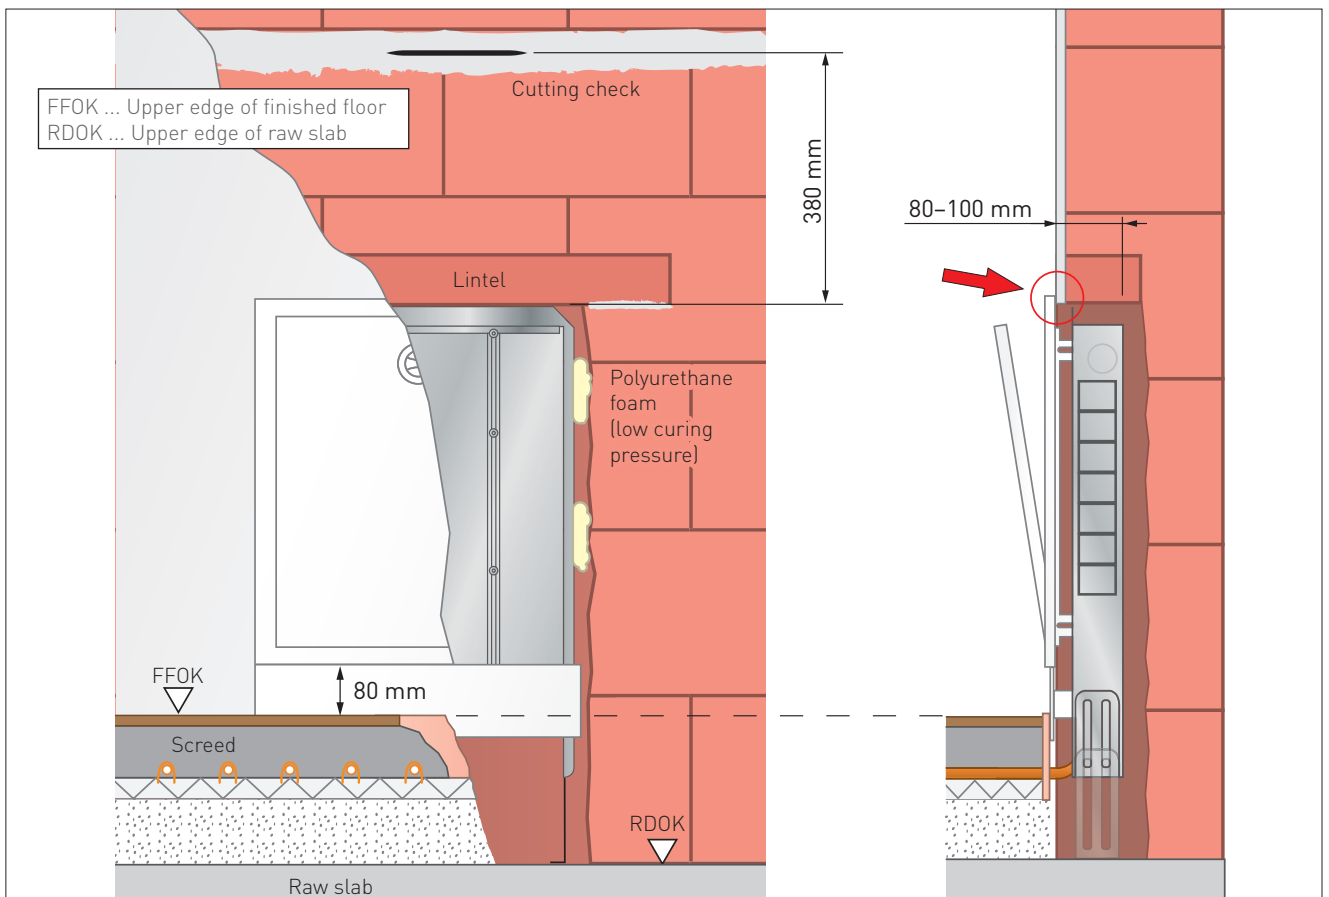 Cutting check
FFOK ... Upper edge of finished floor
RDOK ... Upper edge of raw slab
380 mm
80–100 mm
Lintel
Polyurethane
foam
(low curing
pressure)
FFOK
80 mm
Screed
RDOK
Raw slab